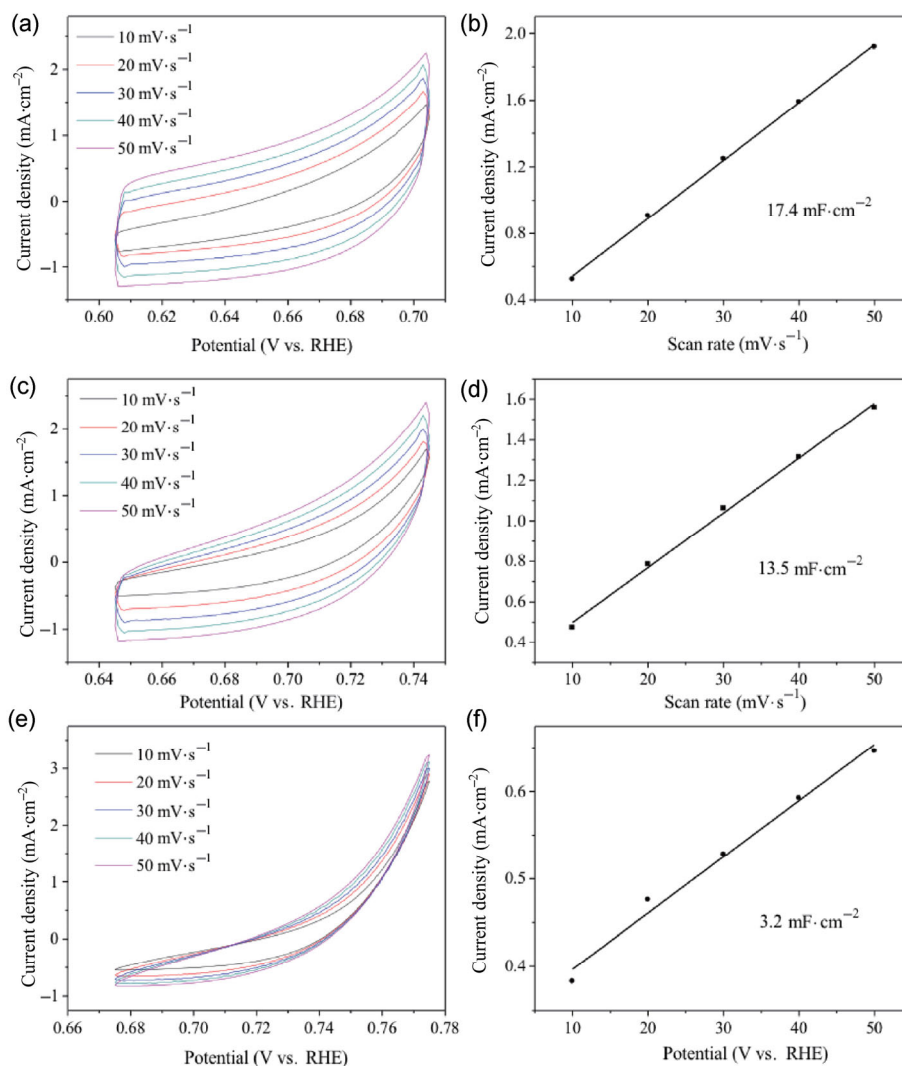 (a)
10 mV·s⁻¹
20 mV·s⁻¹
30 mV·s⁻¹
40 mV·s⁻¹
50 mV·s⁻¹
Current density (mA·cm⁻²)
2
1
0
−1
0.60 0.62 0.64 0.66 0.68 0.70
Potential (V vs. RHE)
(b)
Current density (mA·cm⁻²)
2.0
1.6
1.2
0.8
0.4
17.4 mF·cm⁻²
10 20 30 40 50
Scan rate (mV·s⁻¹)
(c)
10 mV·s⁻¹
20 mV·s⁻¹
30 mV·s⁻¹
40 mV·s⁻¹
50 mV·s⁻¹
Current density (mA·cm⁻²)
2
1
0
−1
0.64 0.66 0.68 0.70 0.72 0.74
Potential (V vs. RHE)
(d)
Current density (mA·cm⁻²)
1.6
1.4
1.2
1.0
0.8
0.6
0.4
13.5 mF·cm⁻²
10 20 30 40 50
Scan rate (mV·s⁻¹)
(e)
10 mV·s⁻¹
20 mV·s⁻¹
30 mV·s⁻¹
40 mV·s⁻¹
50 mV·s⁻¹
Current density (mA·cm⁻²)
3
2
1
0
−1
0.66 0.68 0.70 0.72 0.74 0.76 0.78
Potential (V vs. RHE)
(f)
Current density (mA·cm⁻²)
0.6
0.5
0.4
3.2 mF·cm⁻²
10 20 30 40 50
Potential (V vs. RHE)